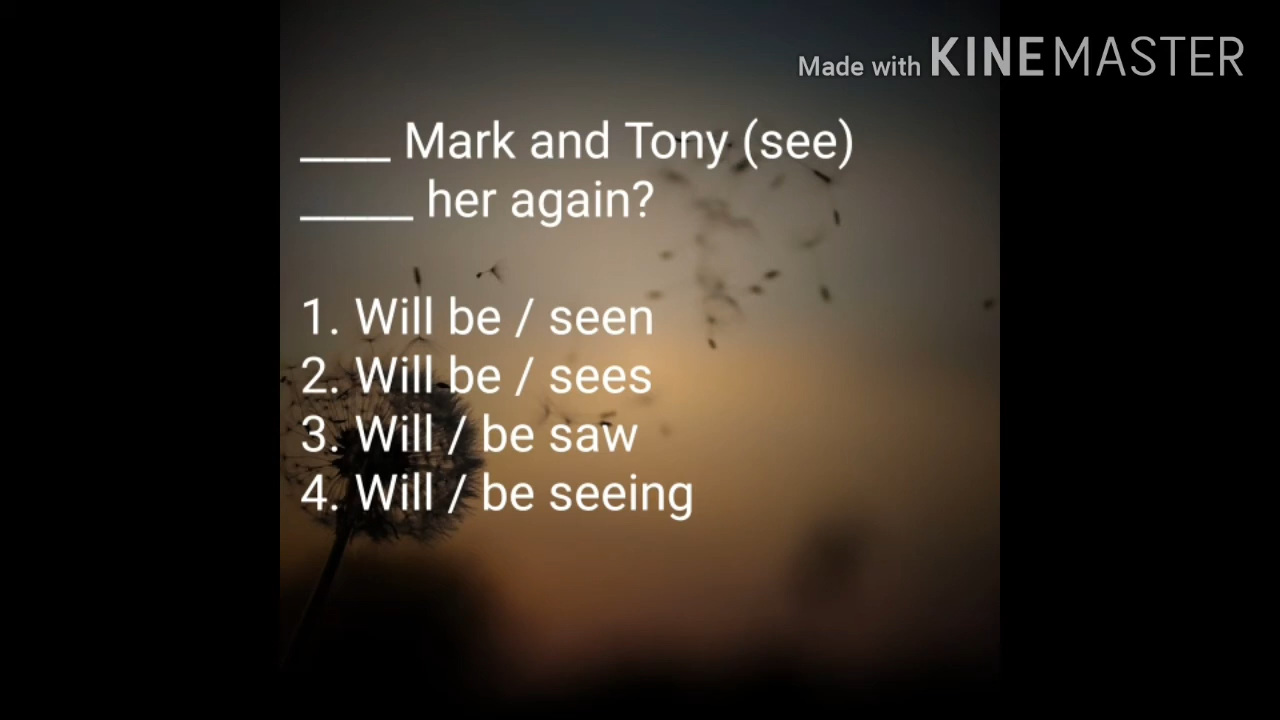 Made with KINEMASTER
____ Mark and Tony (see)
_____ her again?
1. Will be / seen
2. Will be / sees
3. Will / be saw
4. Will / be seeing